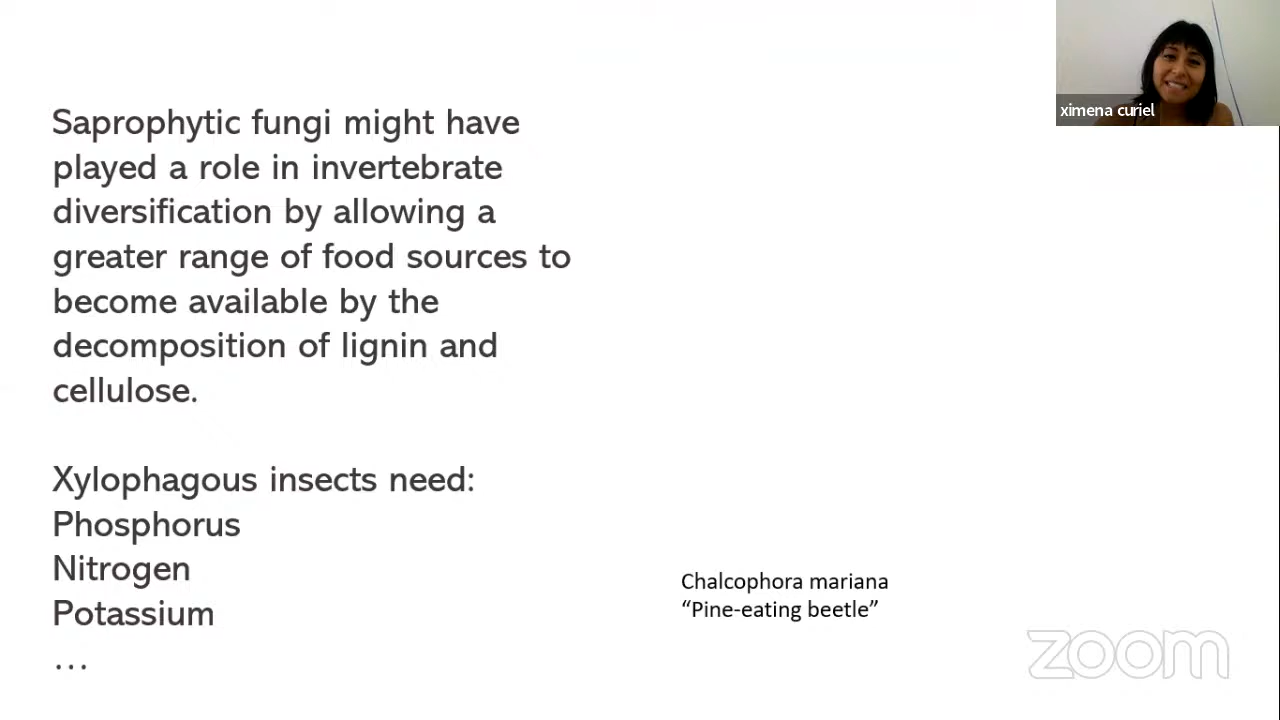 ximena curiel
Saprophytic fungi might have
played a role in invertebrate
diversification by allowing a
greater range of food sources to
become available by the
decomposition of lignin and
cellulose.
Xylophagous insects need:
Phosphorus
Nitrogen
Potassium
…
Chalcophora mariana
“Pine-eating beetle”
zoom